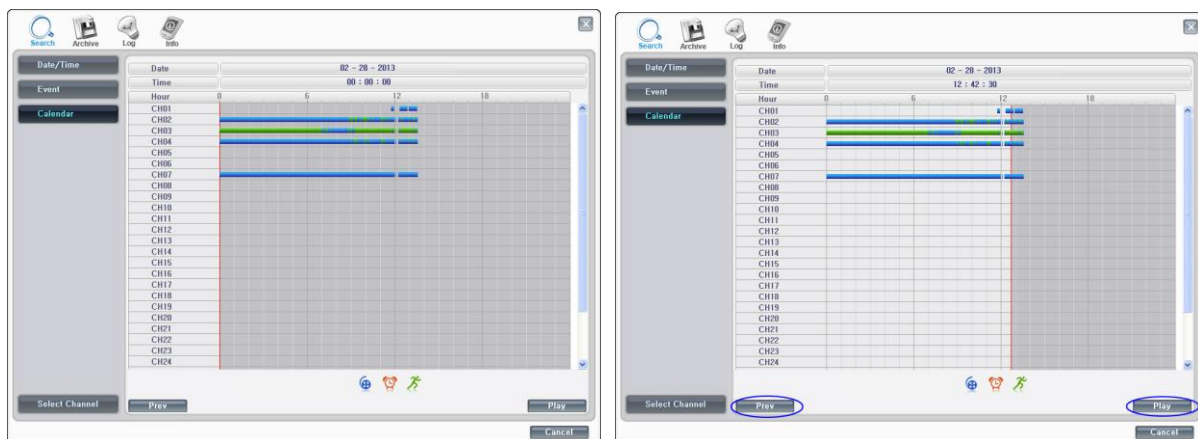 Search Archive Log Info
Date/Time
Event
Calendar
Date 02 - 28 - 2013
Time 00 : 00 : 00
Hour 0 6 12 18
CH01
CH02
CH03
CH04
CH05
CH06
CH07
CH08
CH09
CH10
CH11
CH12
CH13
CH14
CH15
CH16
CH17
CH18
CH19
CH20
CH21
CH22
CH23
CH24
Select Channel
Prev Play
Cancel
Search Archive Log Info
Date/Time
Event
Calendar
Date 02 - 28 - 2013
Time 12 : 42 : 30
Hour 0 6 12 18
CH01
CH02
CH03
CH04
CH05
CH06
CH07
CH08
CH09
CH10
CH11
CH12
CH13
CH14
CH15
CH16
CH17
CH18
CH19
CH20
CH21
CH22
CH23
CH24
Select Channel
Prev Play
Cancel